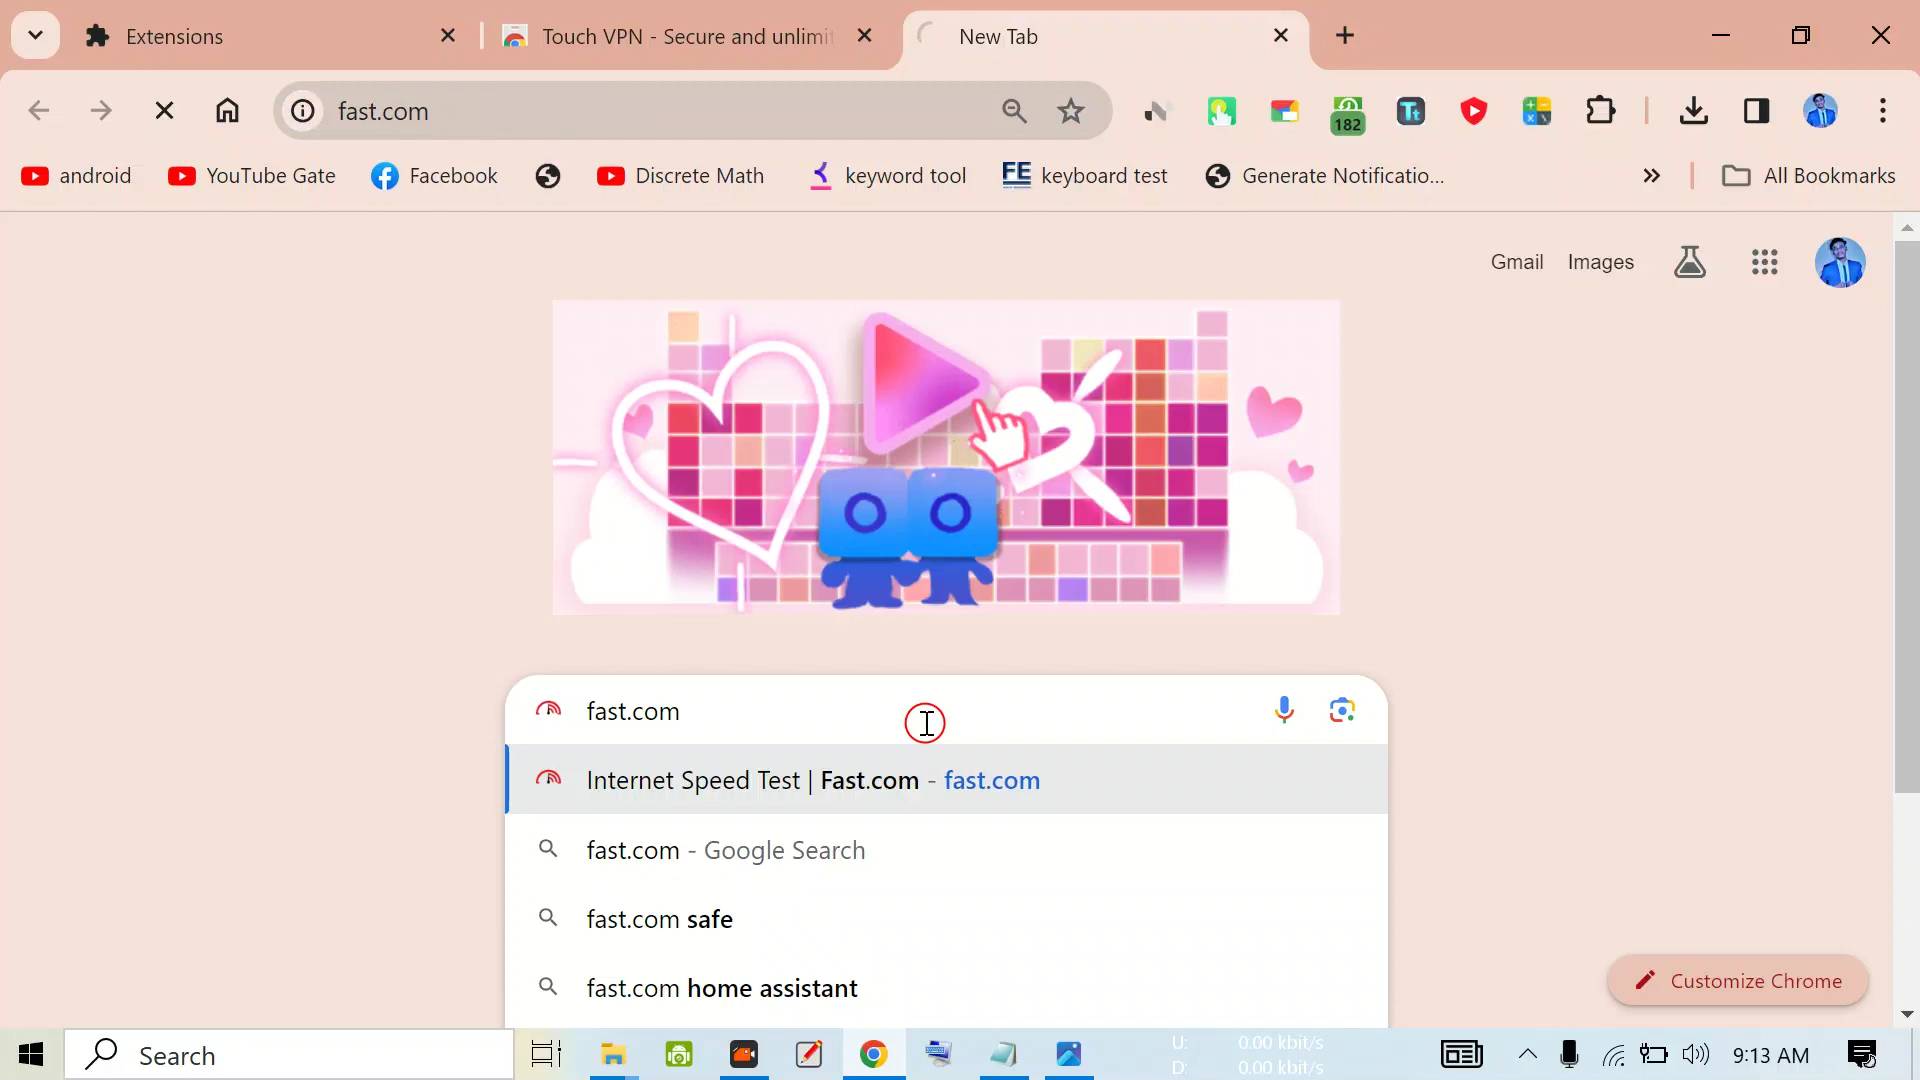 Extensions
Touch VPN - Secure and unlimit
New Tab
fast.com
182
Tt
android
YouTube Gate
Facebook
Discrete Math
keyword tool
FE
keyboard test
Generate Notificatio...
All Bookmarks
Gmail
Images
fast.com
Internet Speed Test | Fast.com - fast.com
fast.com - Google Search
fast.com safe
fast.com home assistant
Customize Chrome
Search
U: 0.00 kbit/s
D: 0.00 kbit/s
9:13 AM